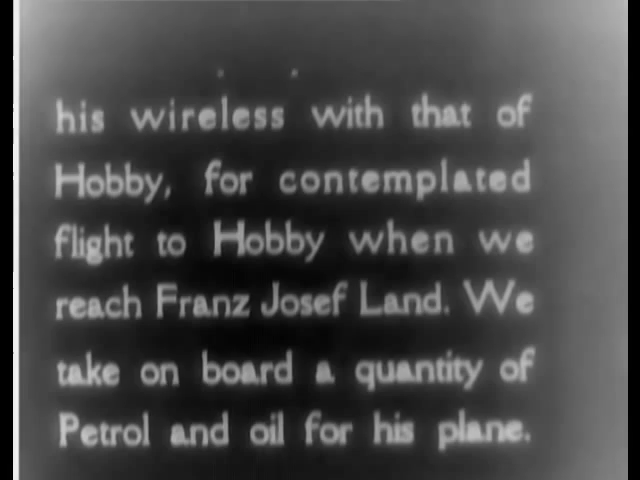 his wireless with that of
Hobby, for contemplated
flight to Hobby when we
reach Franz Josef Land. We
take on board a quantity of
Petrol and oil for his plane.